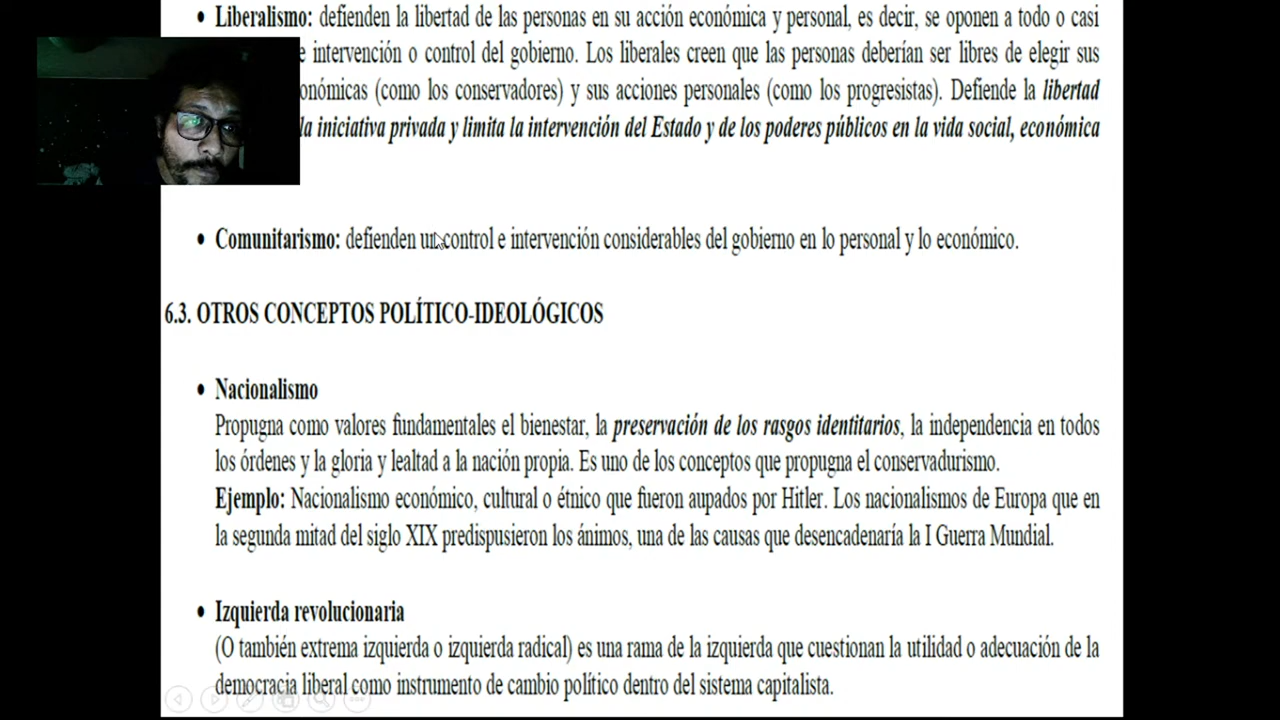 • Liberalismo: defienden la libertad de las personas en su acción económica y personal, es decir, se oponen a todo o casi
e intervención o control del gobierno. Los liberales creen que las personas deberían ser libres de elegir sus
onómicas (como los conservadores) y sus acciones personales (como los progresistas). Defiende la libertad
la iniciativa privada y limita la intervención del Estado y de los poderes públicos en la vida social, económica
• Comunitarismo: defienden un control e intervención considerables del gobierno en lo personal y lo económico.
6.3. OTROS CONCEPTOS POLÍTICO-IDEOLÓGICOS
• Nacionalismo
Propugna como valores fundamentales el bienestar, la preservación de los rasgos identitarios, la independencia en todos
los órdenes y la gloria y lealtad a la nación propia. Es uno de los conceptos que propugna el conservadurismo.
Ejemplo: Nacionalismo económico, cultural o étnico que fueron aupados por Hitler. Los nacionalismos de Europa que en
la segunda mitad del siglo XIX predispusieron los ánimos, una de las causas que desencadenaría la I Guerra Mundial.
• Izquierda revolucionaria
(O también extrema izquierda o izquierda radical) es una rama de la izquierda que cuestionan la utilidad o adecuación de la
democracia liberal como instrumento de cambio político dentro del sistema capitalista.